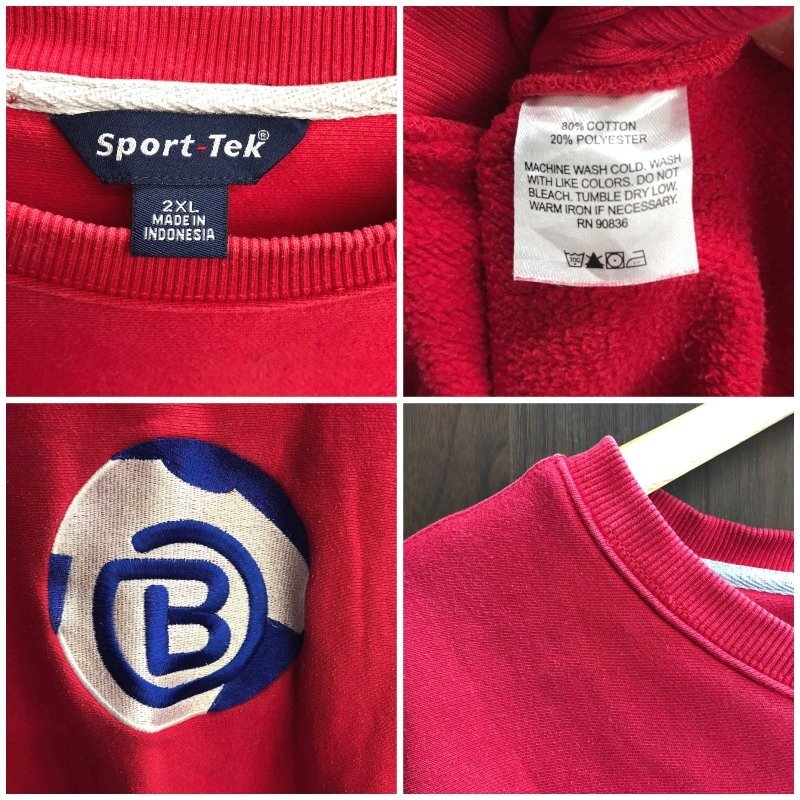 Sport-Tek®
2XL
MADE IN
INDONESIA
80% COTTON
20% POLYESTER
MACHINE WASH COLD. WASH
WITH LIKE COLORS. DO NOT
BLEACH. TUMBLE DRY LOW.
WARM IRON IF NECESSARY.
RN 90836
B